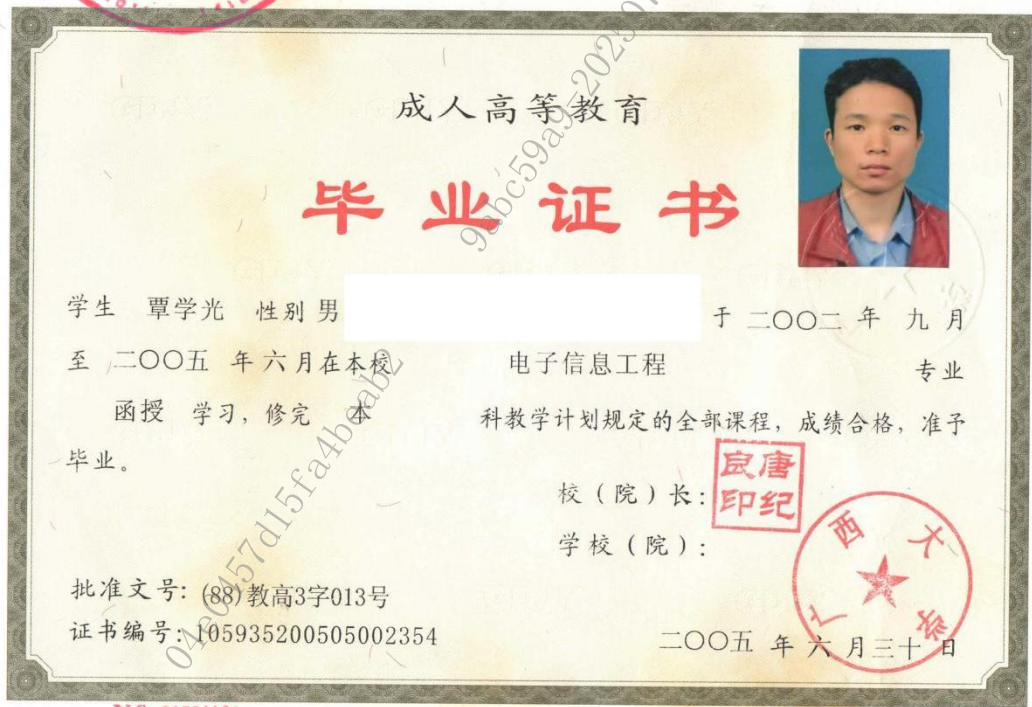 成人高等教育
毕业证书
学生 覃学光 性别 男 于 二〇〇二 年 九 月
至 二〇〇五 年 六 月在本校 电子信息工程 专业
函授 学习，修完 本 科教学计划规定的全部课程，成绩合格，准予
毕业。
校（院）长：
唐纪良印
学校（院）：
广西大学
批准文号：(88)教高3字013号
证书编号：105935200505002354
二〇〇五 年 六 月三十 日